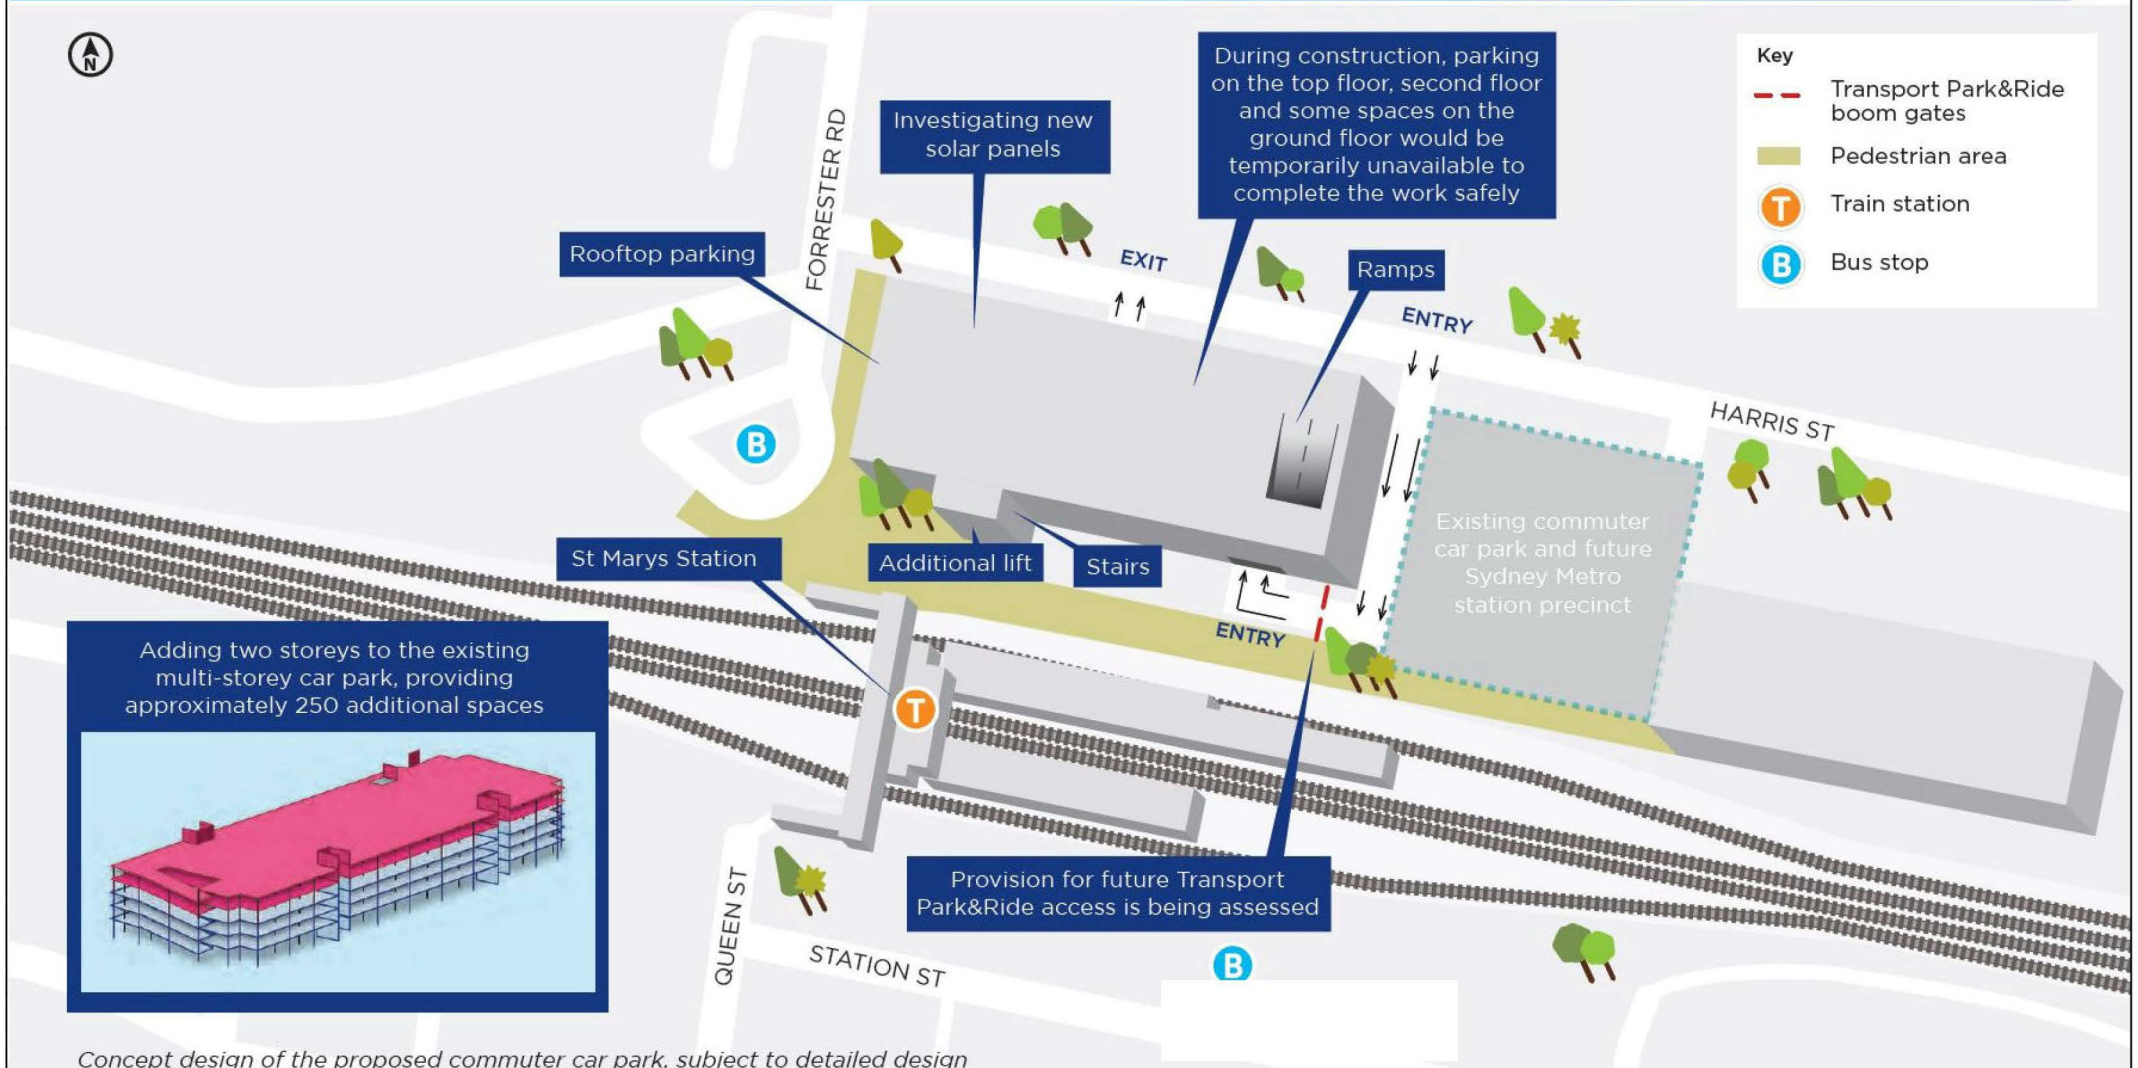 N
During construction, parking
on the top floor, second floor
and some spaces on the
ground floor would be
temporarily unavailable to
complete the work safely
Key
Transport Park&Ride
boom gates
Pedestrian area
Train station
Bus stop
T
B
Investigating new
solar panels
FORRESTER RD
Rooftop parking
EXIT
Ramps
ENTRY
HARRIS ST
B
Existing commuter
car park and future
Sydney Metro
station precinct
St Marys Station
Additional lift
Stairs
ENTRY
T
Adding two storeys to the existing
multi-storey car park, providing
approximately 250 additional spaces
Provision for future Transport
Park&Ride access is being assessed
QUEEN ST
STATION ST
B
Concept design of the proposed commuter car park, subject to detailed design